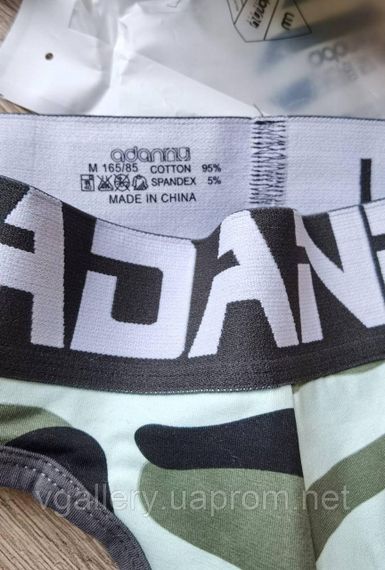 adannu
M 165/85 COTTON 95%
SPANDEX 5%
MADE IN CHINA
ADAN
vgallery.uaprom.net